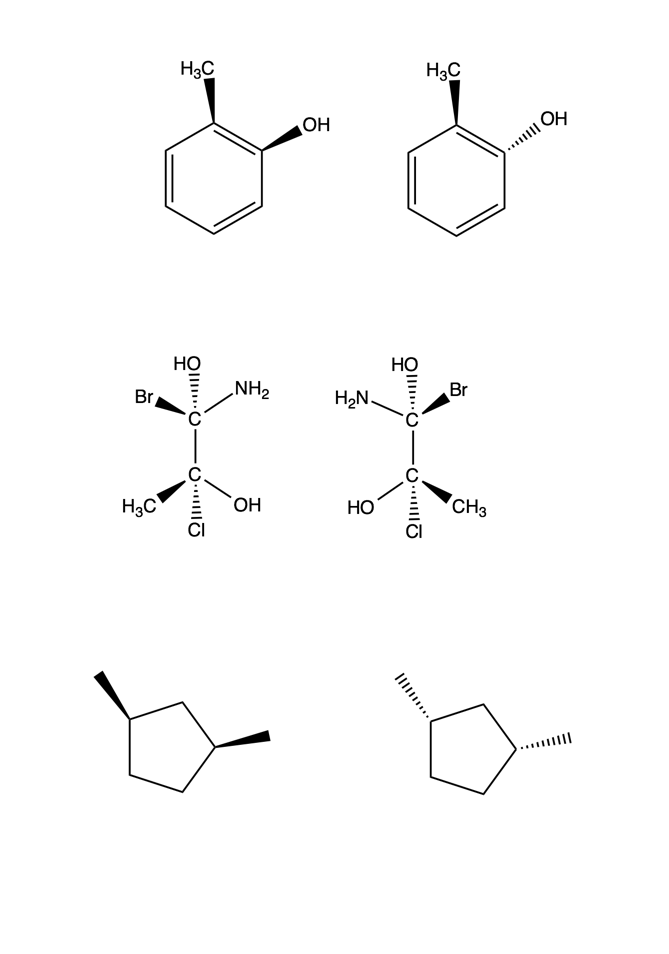 H₃C H₃C
OH OH
HO HO
Br NH₂ H₂N Br
C C
C C
H₃C OH HO CH₃
Cl Cl